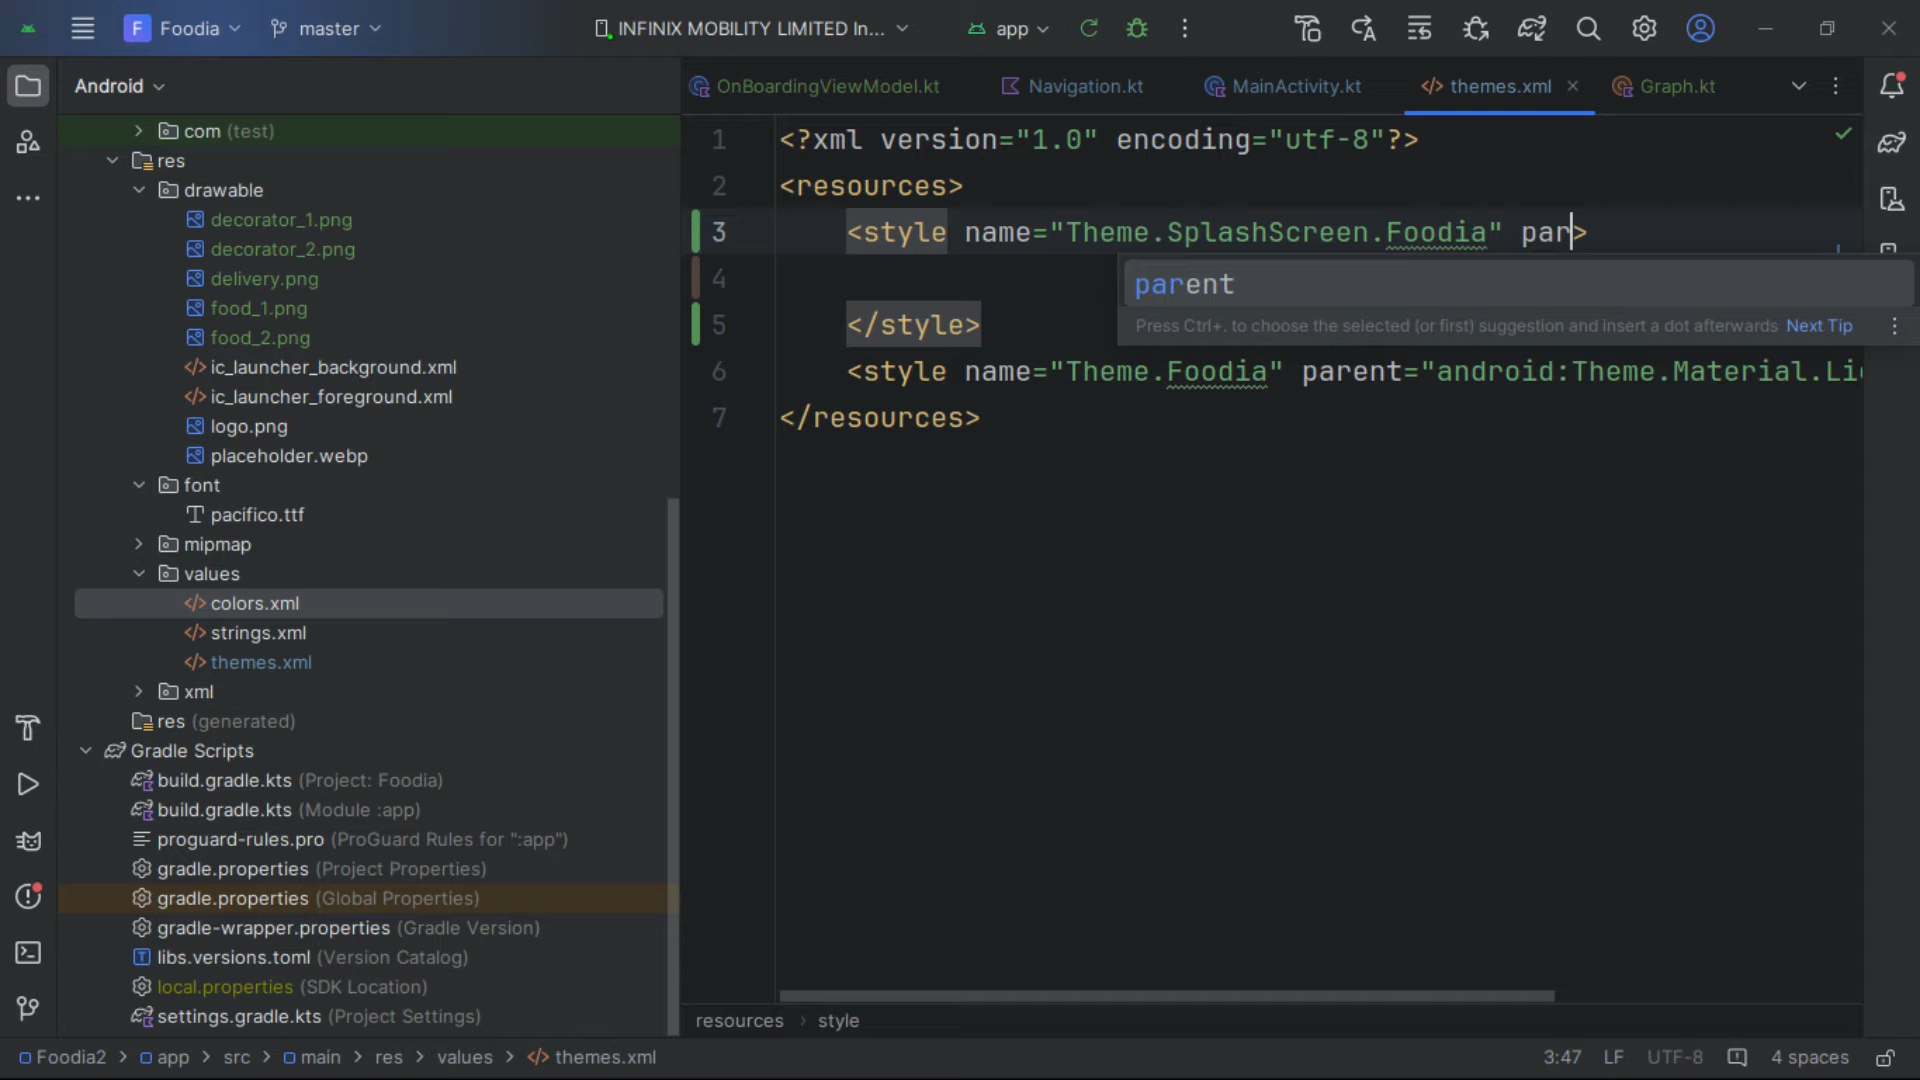 F Foodia master INFINIX MOBILITY LIMITED In... app
Android
OnBoardingViewModel.kt Navigation.kt MainActivity.kt themes.xml Graph.kt
com (test)
res
drawable
decorator_1.png
decorator_2.png
delivery.png
food_1.png
food_2.png
ic_launcher_background.xml
ic_launcher_foreground.xml
logo.png
placeholder.webp
font
pacifico.ttf
mipmap
values
colors.xml
strings.xml
themes.xml
xml
res (generated)
Gradle Scripts
build.gradle.kts (Project: Foodia)
build.gradle.kts (Module :app)
proguard-rules.pro (ProGuard Rules for ":app")
gradle.properties (Project Properties)
gradle.properties (Global Properties)
gradle-wrapper.properties (Gradle Version)
libs.versions.toml (Version Catalog)
local.properties (SDK Location)
settings.gradle.kts (Project Settings)
1 <?xml version="1.0" encoding="utf-8"?>
2 <resources>
3 <style name="Theme.SplashScreen.Foodia" par>
4
parent
Press Ctrl+. to choose the selected (or first) suggestion and insert a dot afterwards Next Tip
5 </style>
6 <style name="Theme.Foodia" parent="android:Theme.Material.Li
7 </resources>
resources > style
Foodia2 > app > src > main > res > values > themes.xml
3:47 LF UTF-8 4 spaces